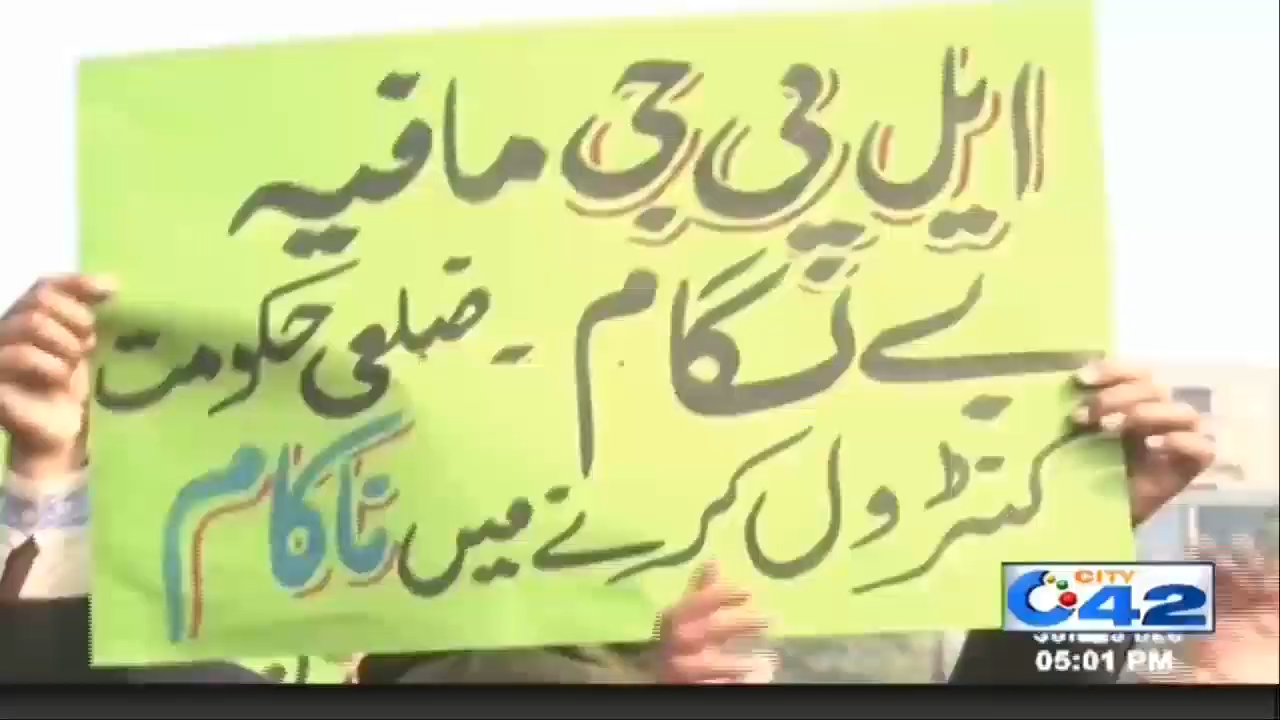 ایل پی جی مافیہ
بے لگام ۔ ضلعی حکومت
کنٹرول کرنے میں ناکام
CITY
42
05:01 PM